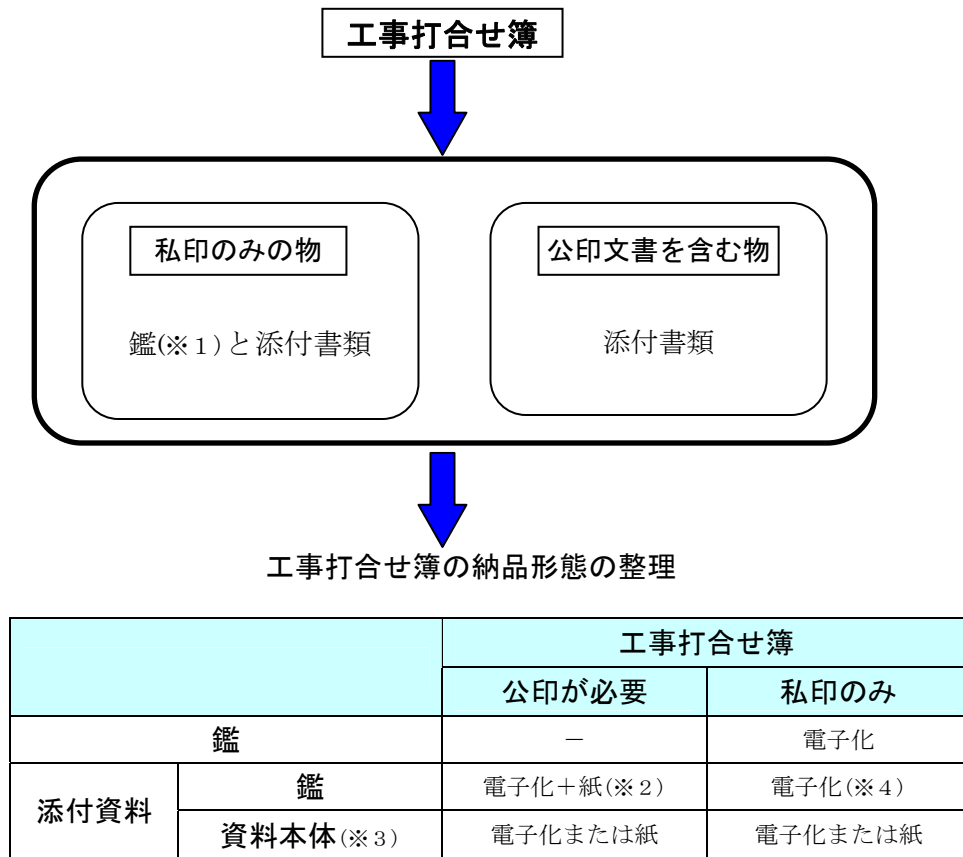 工事打合せ簿
私印のみの物
公印文書を含む物
鑑(※1)と添付書類
添付書類
工事打合せ簿の納品形態の整理
工事打合せ簿
公印が必要
私印のみ
鑑
－
電子化
添付資料
鑑
電子化＋紙(※2)
電子化(※4)
資料本体(※3)
電子化または紙
電子化または紙